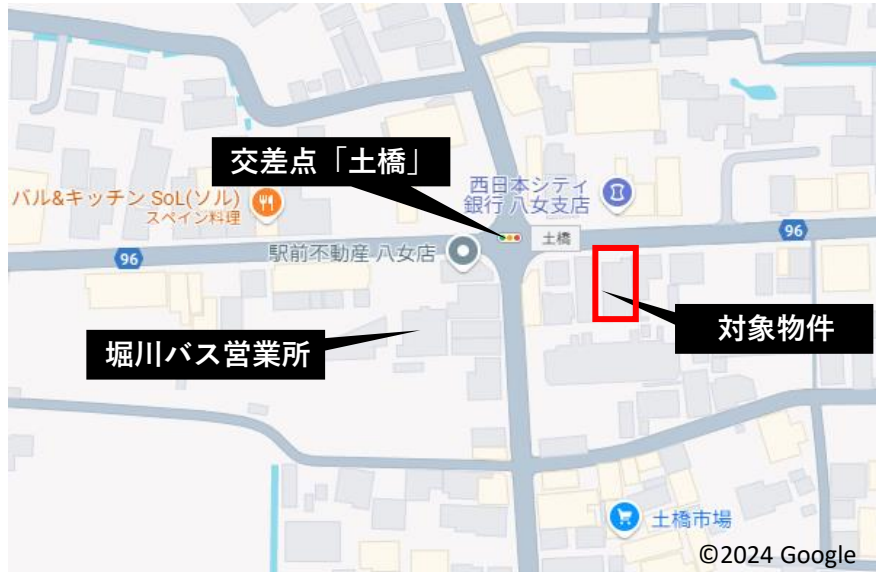 交差点「土橋」
西日本シティ
銀行 八女支店
バル&キッチン SoL(ソル)
スペイン料理
土橋
96
駅前不動産 八女店
96
対象物件
堀川バス営業所
土橋市場
©2024 Google